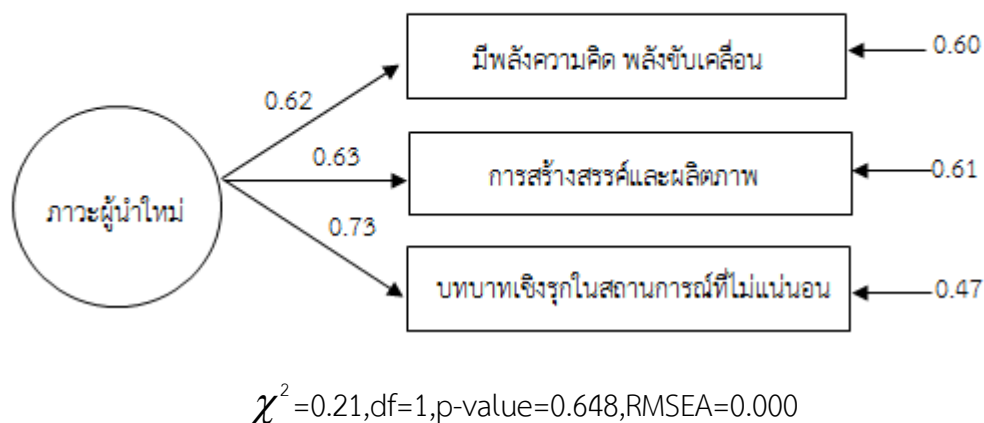 มีพลังความคิด พลังขับเคลื่อน
0.60
0.62
การสร้างสรรค์และผลิตภาพ
0.61
0.63
ภาวะผู้นำใหม่
0.73
บทบาทเชิงรุกในสถานการณ์ที่ไม่แน่นอน
0.47
χ²=0.21,df=1,p-value=0.648,RMSEA=0.000